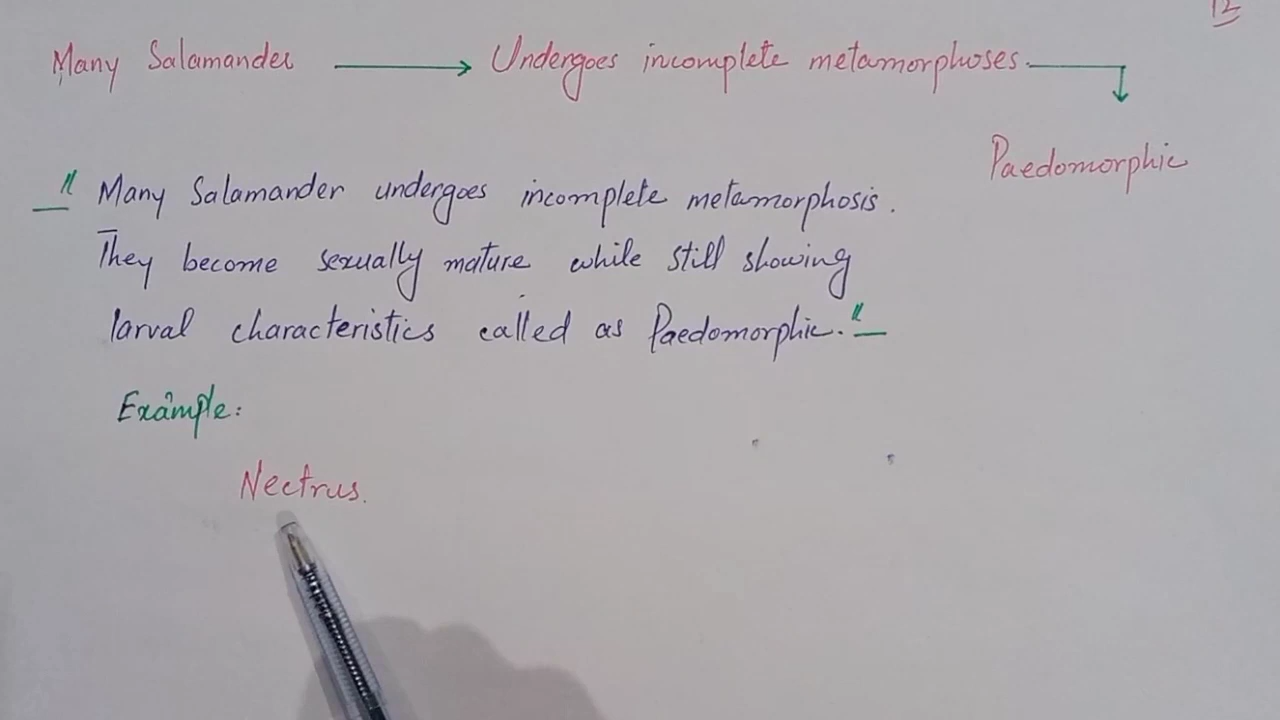 12
Many Salamander Undergoes incomplete metamorphoses.
Paedomorphic
" Many Salamander undergoes incomplete metamorphosis.
They become sexually mature while still showing
larval characteristics called as Paedomorphic."
Example:
Nectrus.